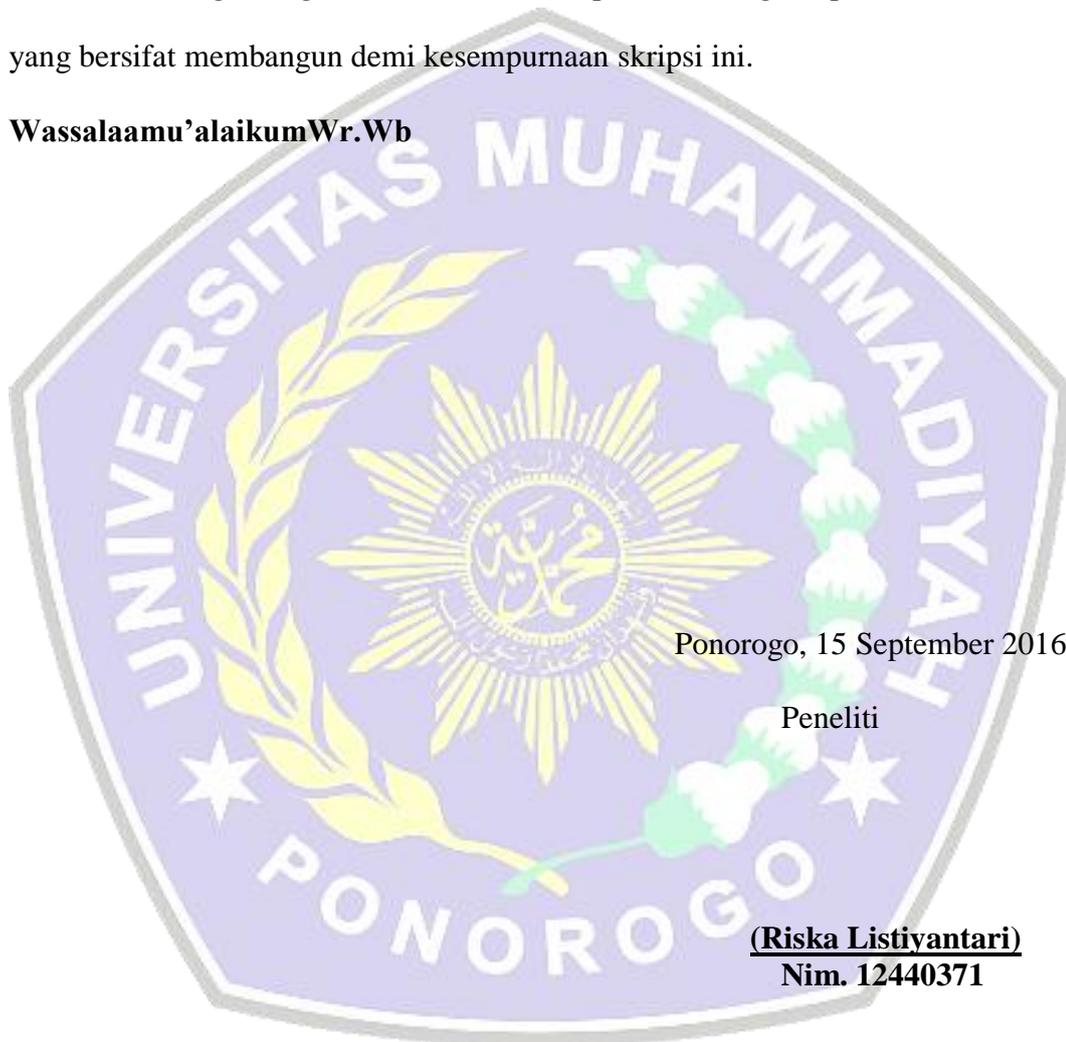 yang bersifat membangun demi kesempurnaan skripsi ini.
Wassalaamu’alaikumWr.Wb
UNIVERSITAS MUHAMMADIYAH
محمدية
Ponorogo, 15 September 2016
Peneliti
PONOROGO
(Riska Listiyantari)
Nim. 12440371